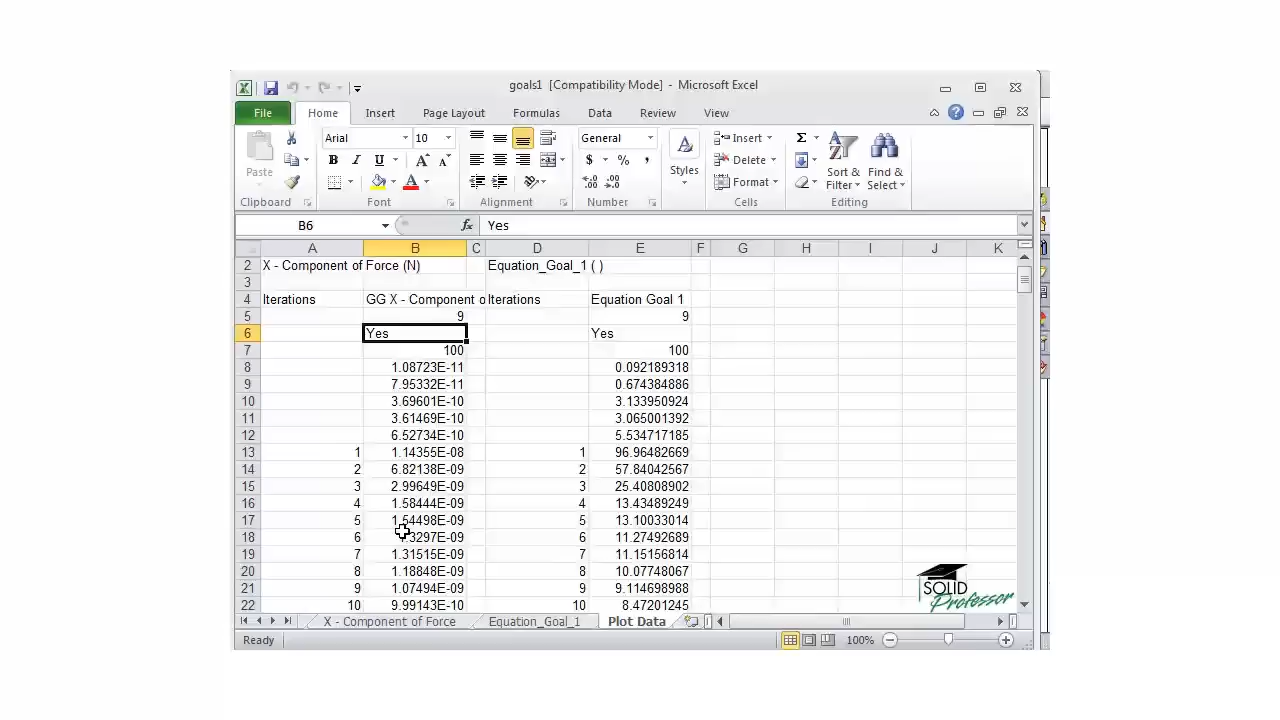 goals1 [Compatibility Mode] - Microsoft Excel
File Home Insert Page Layout Formulas Data Review View
Paste Arial 10 General Styles Insert Delete Format Sort & Filter Find & Select
B I U $ % , Σ
Clipboard Font Alignment Number Cells Editing
B6 fx Yes
A B C D E F G H I J K
2 X - Component of Force (N) Equation_Goal_1 ( )
3
4 Iterations GG X - Component o Iterations Equation Goal 1
5 9 9
6 Yes Yes
7 100 100
8 1.08723E-11 0.092189318
9 7.95332E-11 0.674384886
10 3.69601E-10 3.133950924
11 3.61469E-10 3.065001392
12 6.52734E-10 5.534717185
13 1 1.14355E-08 1 96.96482669
14 2 6.82138E-09 2 57.84042567
15 3 2.99649E-09 3 25.40808902
16 4 1.58444E-09 4 13.43489249
17 5 1.54498E-09 5 13.10033014
18 6 6 11.27492689
19 7 1.31515E-09 7 11.15156814
20 8 1.18848E-09 8 10.07748067
21 9 1.07494E-09 9 9.114698988
22 10 9.99143E-10 10 8.47201245
SOLID
Professor
X - Component of Force Equation_Goal_1 Plot Data
Ready 100%